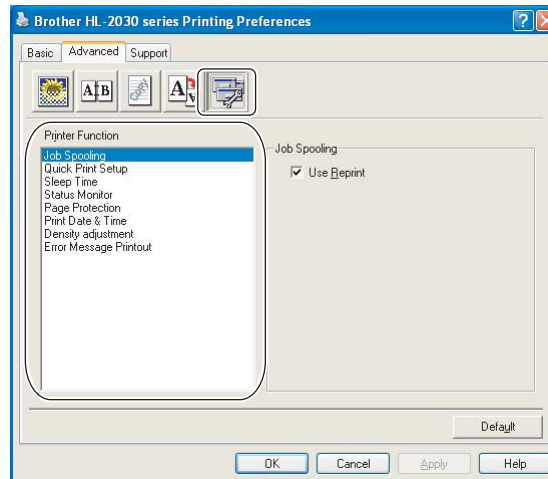 Brother HL-2030 series Printing Preferences
Basic Advanced Support
A B
A
Printer Function
Job Spooling
Quick Print Setup
Sleep Time
Status Monitor
Page Protection
Print Date & Time
Density adjustment
Error Message Printout
Job Spooling
Use Reprint
Default
OK Cancel Apply Help